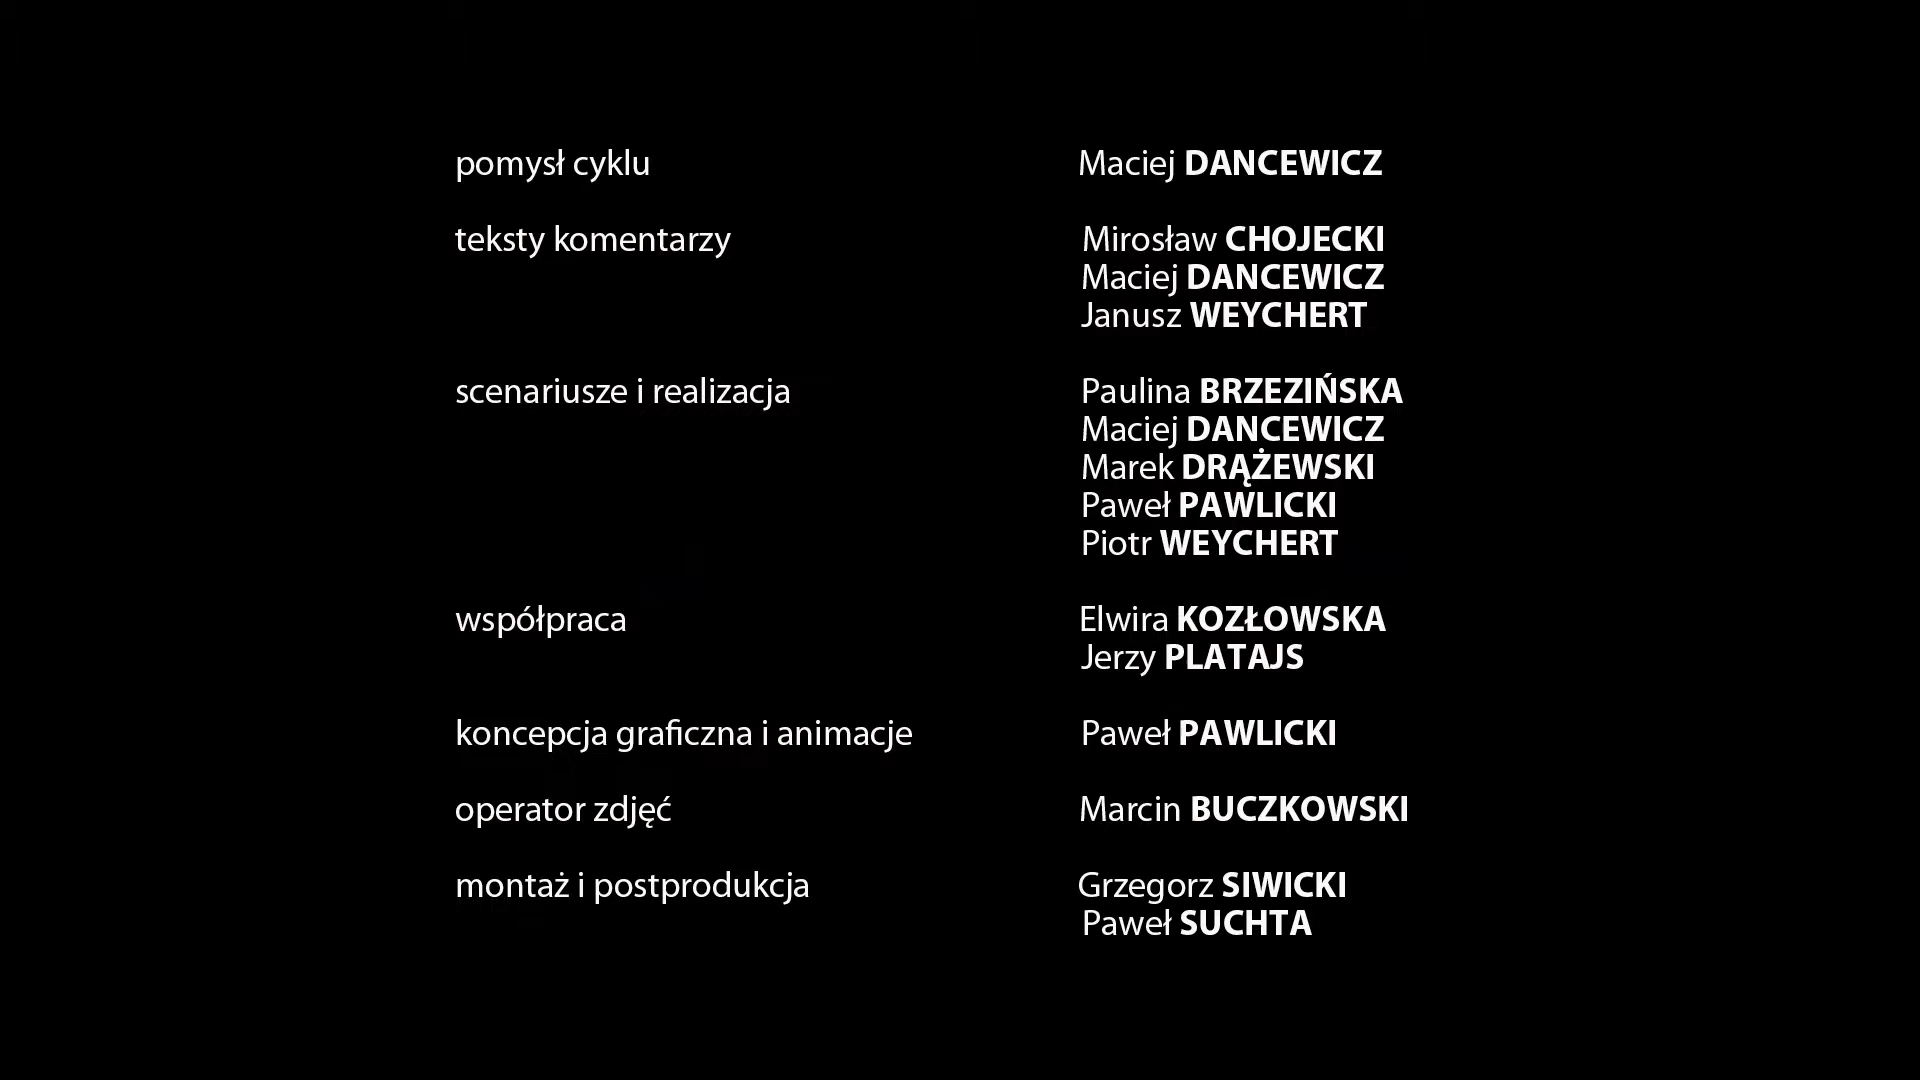 pomysł cyklu Maciej DANCEWICZ
teksty komentarzy Mirosław CHOJECKI
Maciej DANCEWICZ
Janusz WEYCHERT
scenariusze i realizacja Paulina BRZEZIŃSKA
Maciej DANCEWICZ
Marek DRĄŻEWSKI
Paweł PAWLICKI
Piotr WEYCHERT
współpraca Elwira KOZŁOWSKA
Jerzy PLATAJS
koncepcja graficzna i animacje Paweł PAWLICKI
operator zdjęć Marcin BUCZKOWSKI
montaż i postprodukcja Grzegorz SIWICKI
Paweł SUCHTA